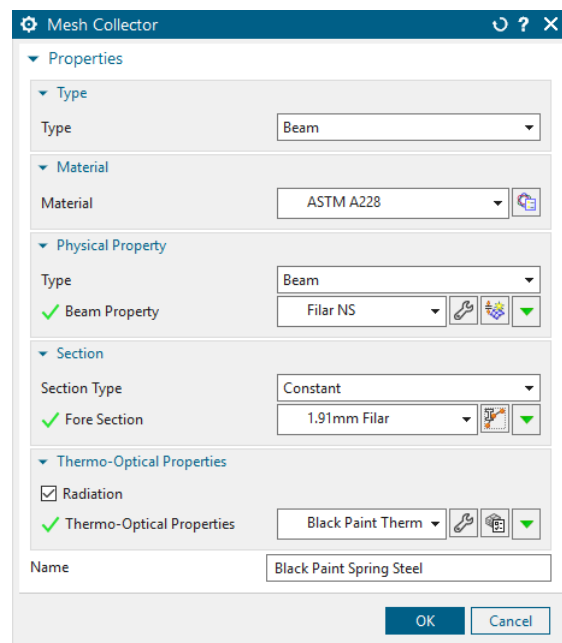 Mesh Collector ?
Properties
Type
Type Beam
Material
Material ASTM A228
Physical Property
Type Beam
Beam Property Filar NS
Section
Section Type Constant
Fore Section 1.91mm Filar
Thermo-Optical Properties
Radiation
Thermo-Optical Properties Black Paint Therm
Name Black Paint Spring Steel
OK Cancel